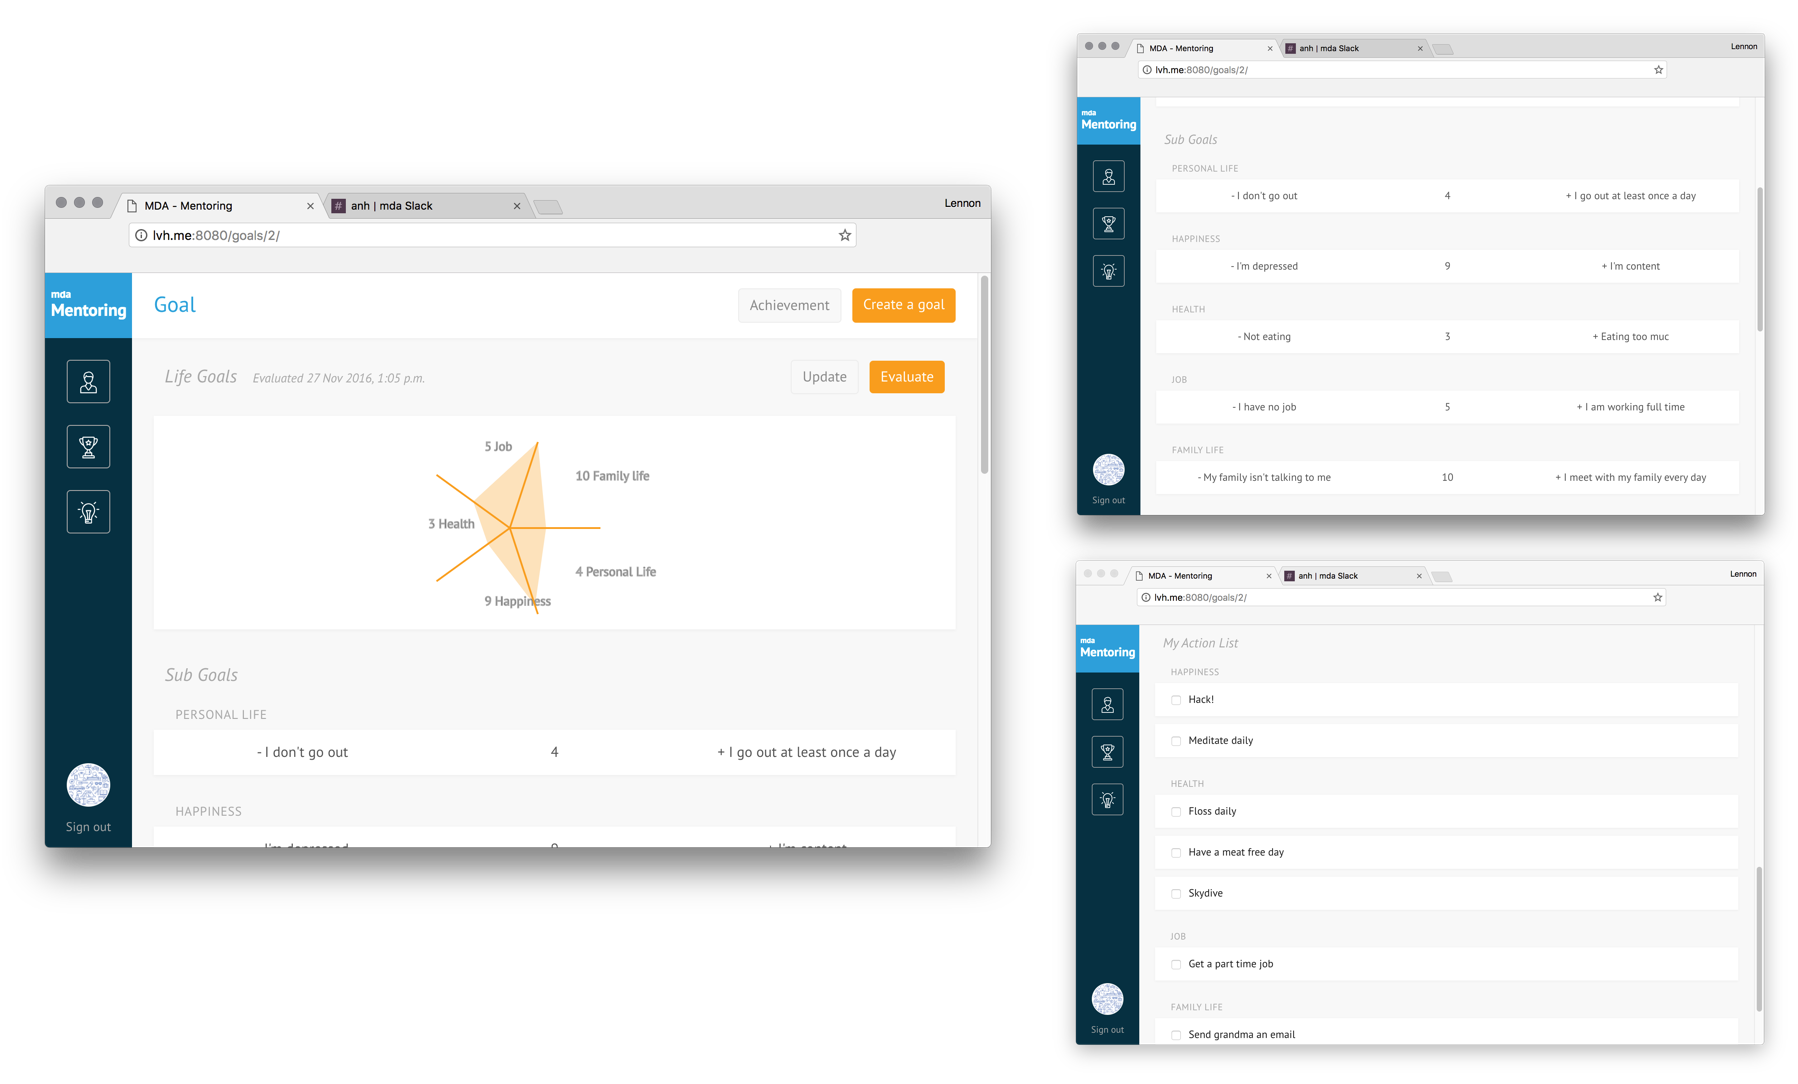 MDA - Mentoring
anh | mda Slack
Lennon
lvh.me:8080/goals/2/
mda
Mentoring
Goal
Achievement
Create a goal
Life Goals
Evaluated 27 Nov 2016, 1:05 p.m.
Update
Evaluate
5 Job
10 Family life
3 Health
4 Personal Life
9 Happiness
Sub Goals
PERSONAL LIFE
- I don't go out
4
+ I go out at least once a day
HAPPINESS
- I'm depressed
9
+ I'm content
Sign out
MDA - Mentoring
# anh | mda Slack
Lennon
lvh.me:8080/goals/2/
mda
Mentoring
Sub Goals
PERSONAL LIFE
- I don't go out
4
+ I go out at least once a day
HAPPINESS
- I'm depressed
9
+ I'm content
HEALTH
- Not eating
3
+ Eating too muc
JOB
- I have no job
5
+ I am working full time
FAMILY LIFE
- My family isn't talking to me
10
+ I meet with my family every day
Sign out
MDA - Mentoring
# anh | mda Slack
Lennon
lvh.me:8080/goals/2/
mda
Mentoring
My Action List
HAPPINESS
Hack!
Meditate daily
HEALTH
Floss daily
Have a meat free day
Skydive
JOB
Get a part time job
FAMILY LIFE
Send grandma an email
Sign out